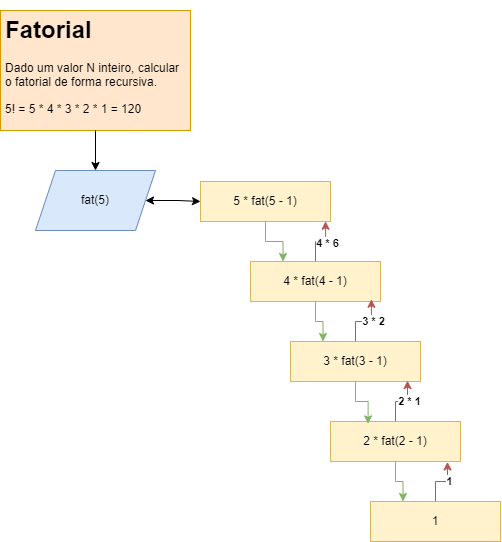 Fatorial
Dado um valor N inteiro, calcular
o fatorial de forma recursiva.
5! = 5 * 4 * 3 * 2 * 1 = 120
fat(5)
5 * fat(5 - 1)
4 * 6
4 * fat(4 - 1)
3 * 2
3 * fat(3 - 1)
2 * 1
2 * fat(2 - 1)
1
1